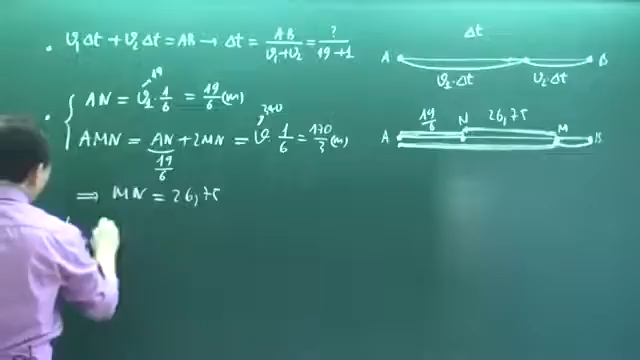 • v₁Δt + v₂Δt = AB → Δt = AB/(v₁+v₂) = ?/(19+1)
19
• { AN = v₁ · 1/6 = 19/6 (m)
340
AMN = AN + 2MN = v · 1/6 = 170/3 (m)
19/6
⇒ MN = 26,75
Δt
A B
v₁·Δt v₂·Δt
19/6 N 26,75 M
A B